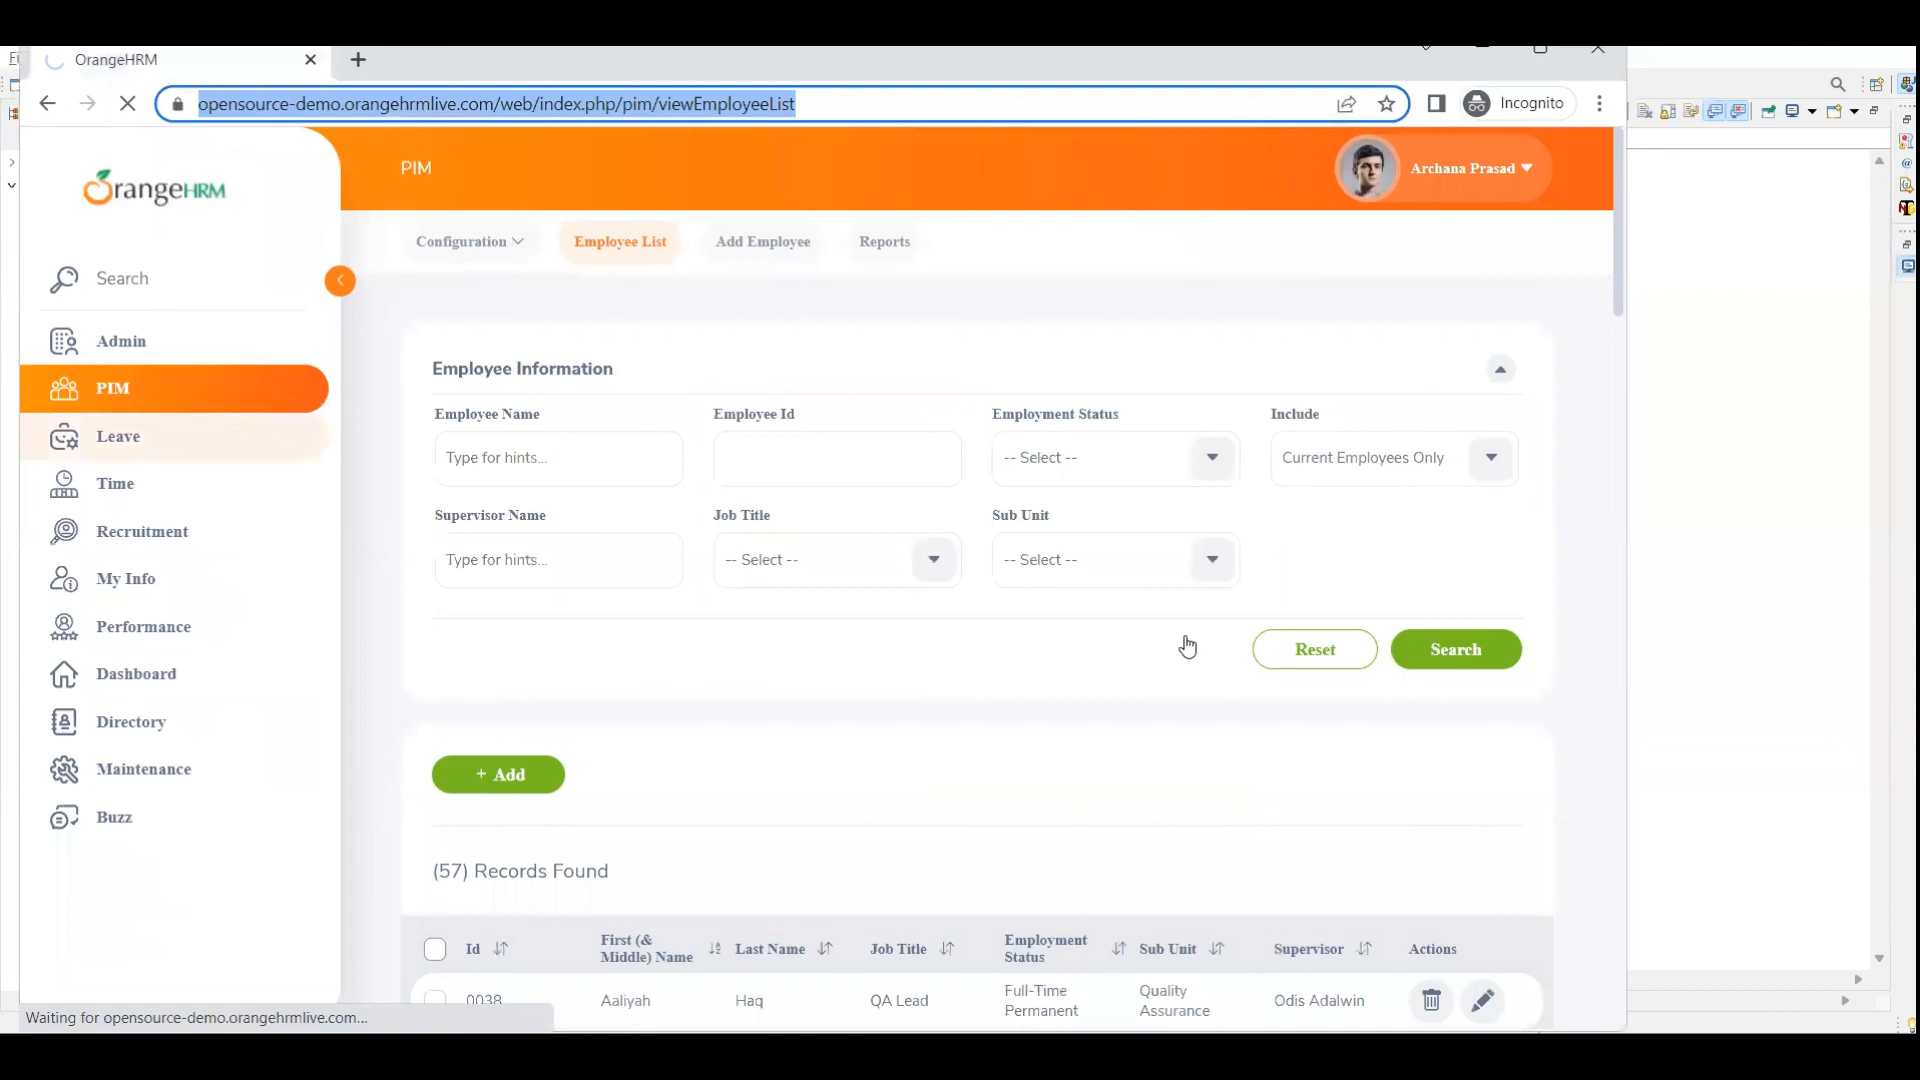 OrangeHRM
opensource-demo.orangehrmlive.com/web/index.php/pim/viewEmployeeList
Incognito
OrangeHRM
PIM
Archana Prasad
Configuration
Employee List
Add Employee
Reports
Search
Admin
PIM
Leave
Time
Recruitment
My Info
Performance
Dashboard
Directory
Maintenance
Buzz
Employee Information
Employee Name
Employee Id
Employment Status
Include
Type for hints...
-- Select --
Current Employees Only
Supervisor Name
Job Title
Sub Unit
Type for hints...
-- Select --
-- Select --
Reset
Search
+ Add
(57) Records Found
Id
First (& Middle) Name
Last Name
Job Title
Employment Status
Sub Unit
Supervisor
Actions
0038
Aaliyah
Haq
QA Lead
Full-Time Permanent
Quality Assurance
Odis Adalwin
Waiting for opensource-demo.orangehrmlive.com...